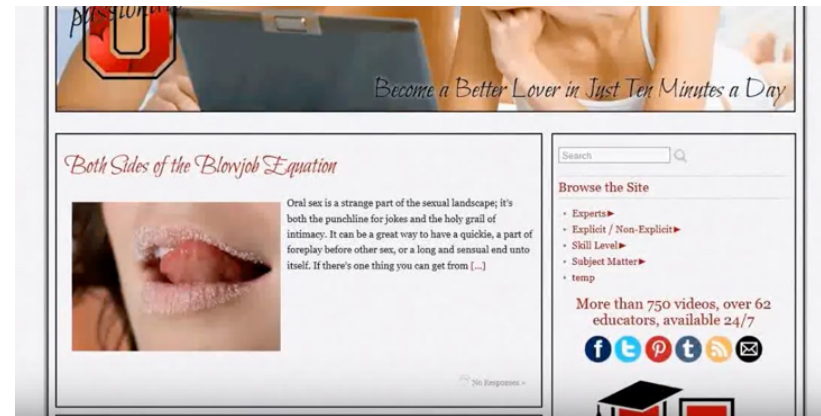 passionate
U
Become a Better Lover in Just Ten Minutes a Day
Both Sides of the Blowjob Equation
Oral sex is a strange part of the sexual landscape; it's
both the punchline for jokes and the holy grail of
intimacy. It can be a great way to have a quickie, a part of
foreplay before other sex, or a long and sensual end unto
itself. If there's one thing you can get from [...]
No Responses »
Search
Browse the Site
Experts
Explicit / Non-Explicit
Skill Level
Subject Matter
temp
More than 750 videos, over 62
educators, available 24/7